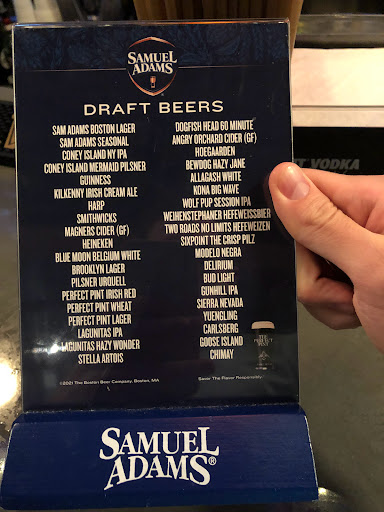 SAMUEL
ADAMS
DRAFT BEERS
SAM ADAMS BOSTON LAGER
SAM ADAMS SEASONAL
CONEY ISLAND NY IPA
CONEY ISLAND MERMAID PILSNER
GUINNESS
KILKENNY IRISH CREAM ALE
HARP
SMITHWICKS
MAGNERS CIDER (GF)
HEINEKEN
BLUE MOON BELGIUM WHITE
BROOKLYN LAGER
PILSNER URQUELL
PERFECT PINT IRISH RED
PERFECT PINT WHEAT
PERFECT PINT LAGER
LAGUNITAS IPA
LAGUNITAS HAZY WONDER
STELLA ARTOIS
DOGFISH HEAD 60 MINUTE
ANGRY ORCHARD CIDER (GF)
HOEGAARDEN
BEWDOG HAZY JANE
ALLAGASH WHITE
KONA BIG WAVE
WOLF PUP SESSION IPA
WEIHENSTEPHANER HEFEWEISSBIER
TWO ROADS NO LIMITS HEFEWEIZEN
SIXPOINT THE CRISP PILZ
MODELO NEGRA
DELIRIUM
BUD LIGHT
GUNHILL IPA
SIERRA NEVADA
YUENGLING
CARLSBERG
GOOSE ISLAND
CHIMAY
©2021 The Boston Beer Company, Boston, MA
Savor The Flavor Responsibly.
SAMUEL
ADAMS®
VODKA